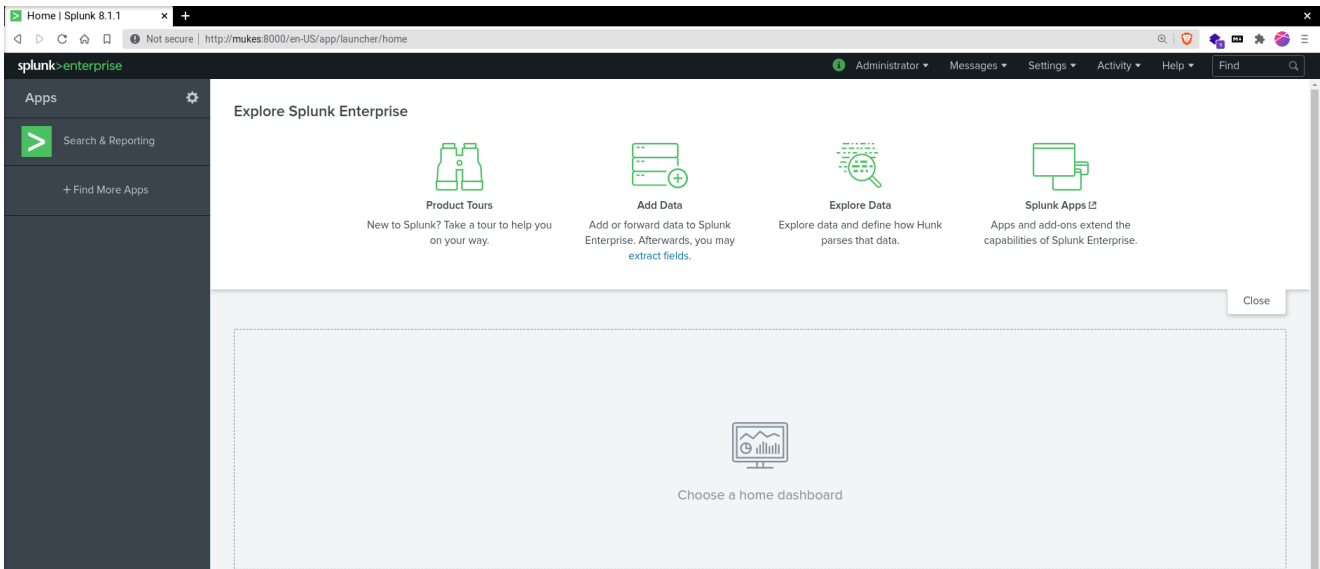 Home | Splunk 8.1.1
Not secure | http://mukes:8000/en-US/app/launcher/home
splunk>enterprise
Administrator
Messages
Settings
Activity
Help
Find
Apps
Search & Reporting
+ Find More Apps
Explore Splunk Enterprise
Product Tours
New to Splunk? Take a tour to help you
on your way.
Add Data
Add or forward data to Splunk
Enterprise. Afterwards, you may
extract fields.
Explore Data
Explore data and define how Hunk
parses that data.
Splunk Apps
Apps and add-ons extend the
capabilities of Splunk Enterprise.
Close
Choose a home dashboard